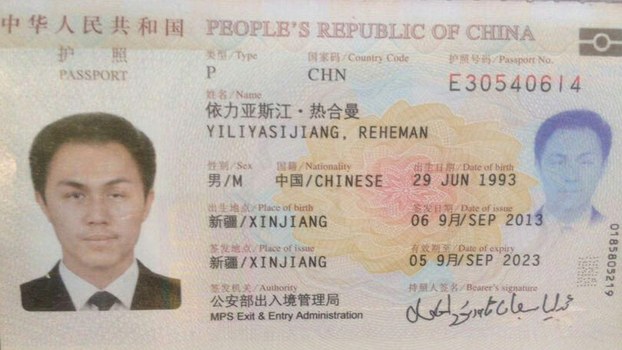 中华人民共和国 PEOPLE'S REPUBLIC OF CHINA
护照
PASSPORT
类型/Type 国家码/Country Code 护照号码/Passport No.
P CHN E30540614
姓名/Name
依力亚斯江·热合曼
YILIYASIJIANG, REHEMAN
性别/Sex 国籍/Nationality 出生日期/Date of birth
男/M 中国/CHINESE 29 JUN 1993
出生地点/Place of birth 签发日期/Date of issue
新疆/XINJIANG 06 9月/SEP 2013
签发地点/Place of issue 有效期至/Date of expiry
新疆/XINJIANG 05 9月/SEP 2023
签发机关/Authority 持照人签名/Bearer's signature
公安部出入境管理局
MPS Exit & Entry Administration
0185805219